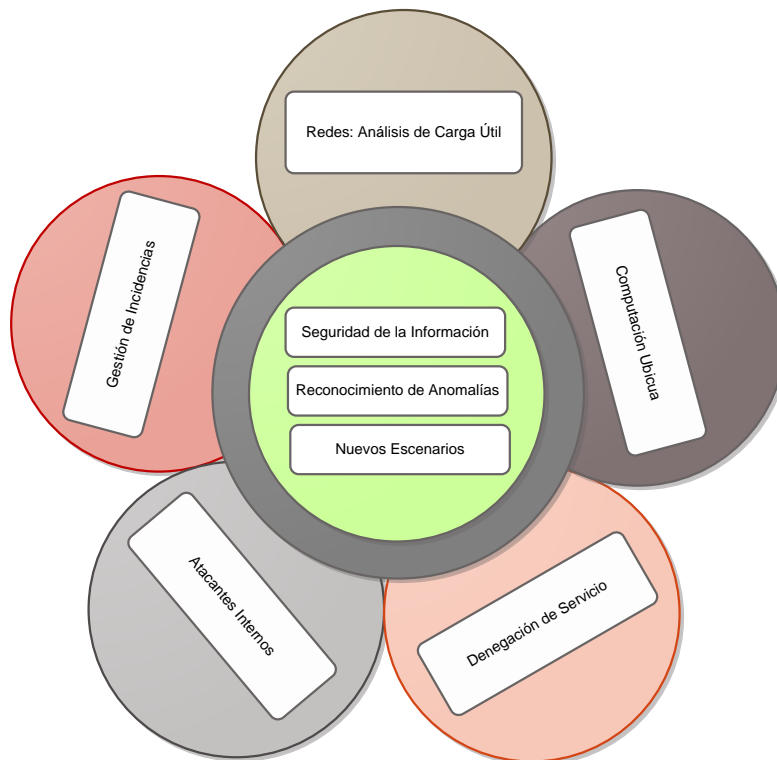 Redes: Análisis de Carga Útil
Gestión de Incidencias
Computación Ubicua
Seguridad de la Información
Reconocimiento de Anomalías
Nuevos Escenarios
Atacantes Internos
Denegación de Servicio